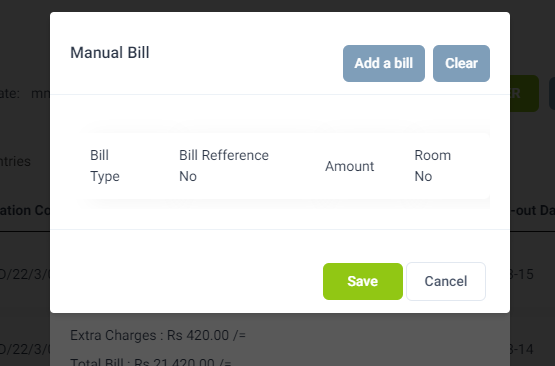 Manual Bill
Add a bill
Clear
ate:
R
ntries
Bill Type
Bill Refference No
Amount
Room No
ation Co
-out Da
Save
Cancel
D/22/3/
3-15
Extra Charges : Rs 420.00 /=
D/22/3/
3-14
Total Bill : Rs 21,420.00 /=